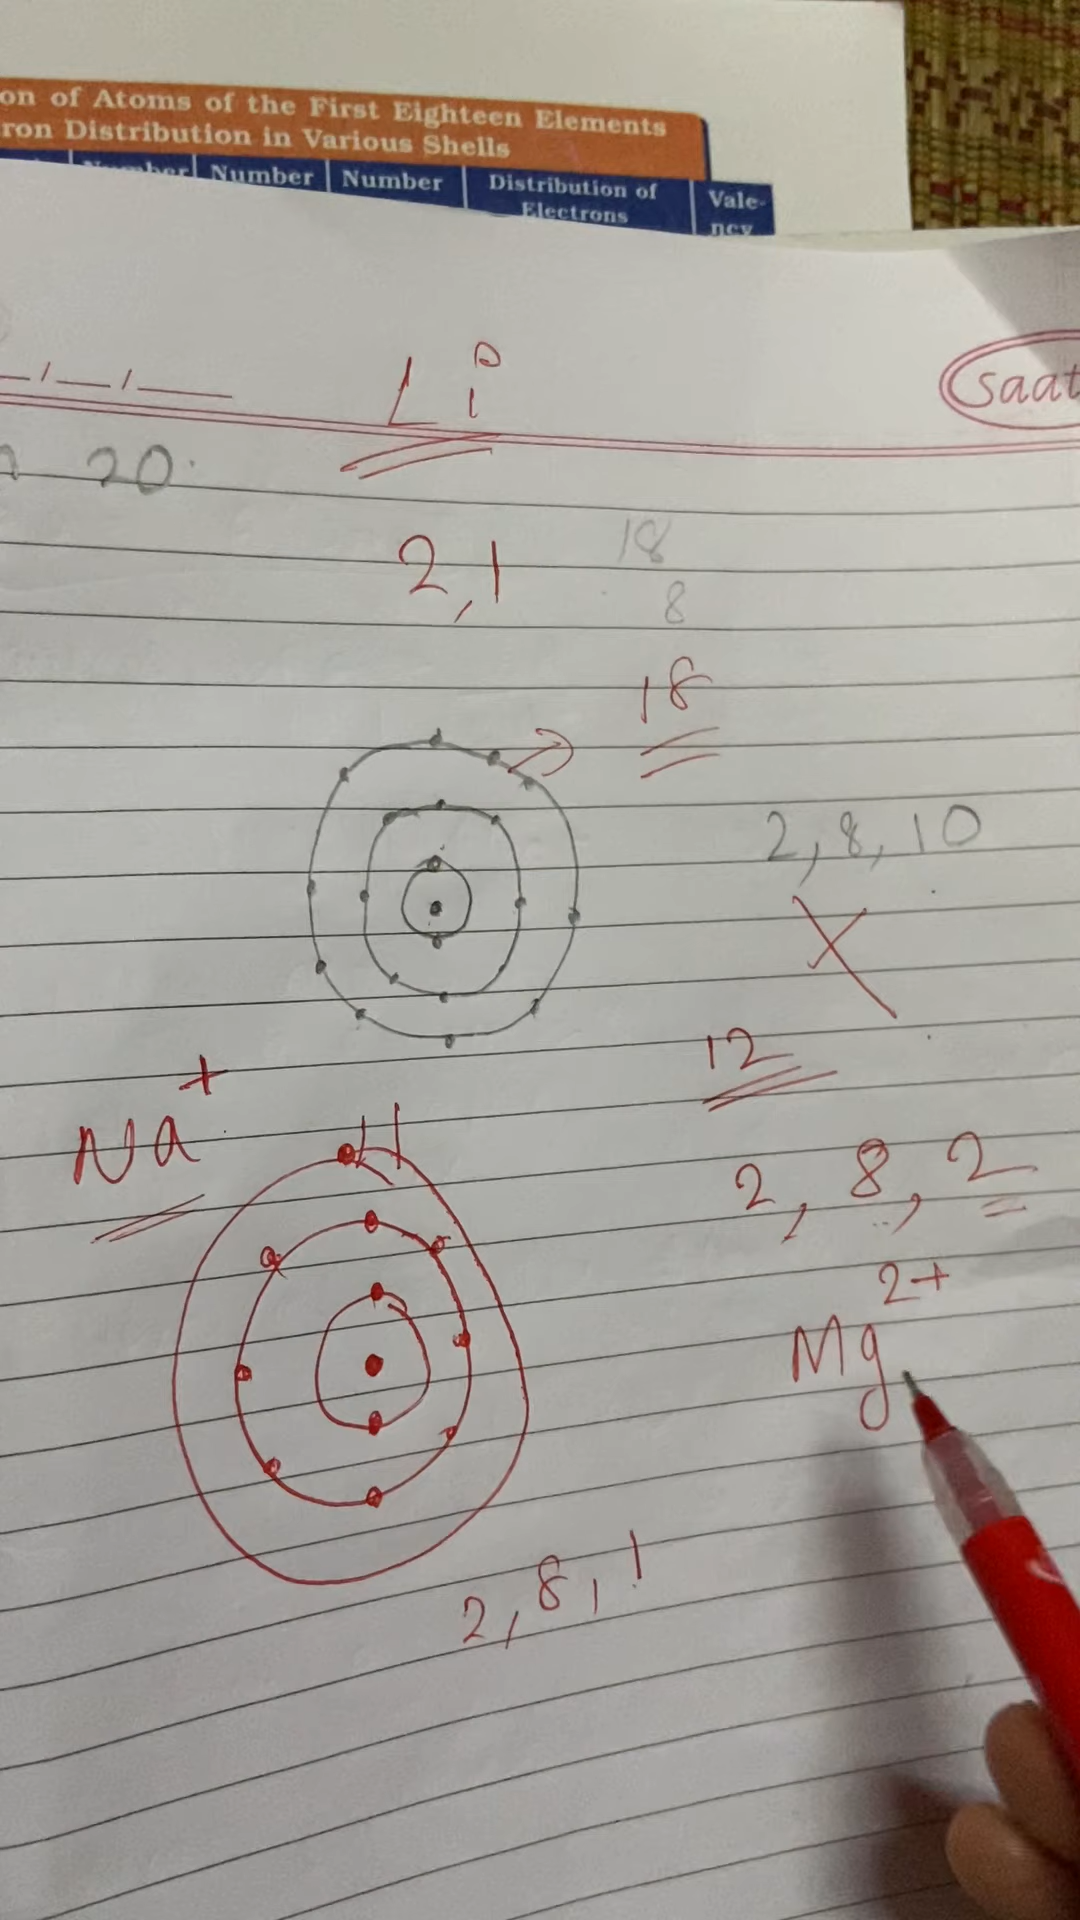 on of Atoms of the First Eighteen Elements
ron Distribution in Various Shells
Number Number Number Distribution of Electrons Vale-ncy
Li
saat
20
2,1
18
8
18
2, 8, 10
12
Na+
2, 8, 2
Mg2+
2, 8, 1